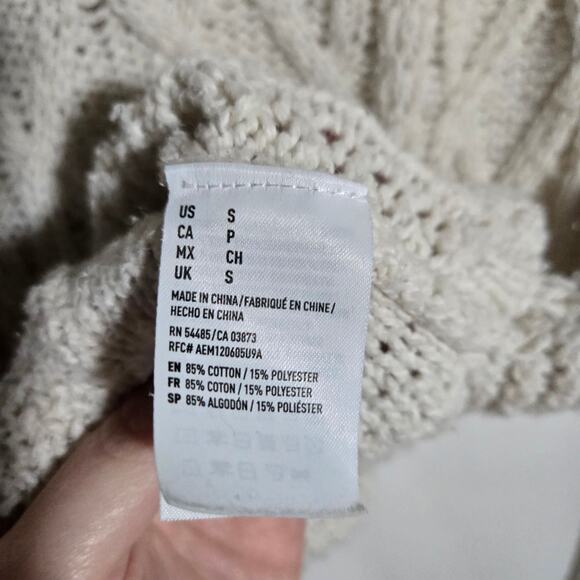 US S
CA P
MX CH
UK S
MADE IN CHINA/FABRIQUÉ EN CHINE/
HECHO EN CHINA
RN 54485/CA 03873
RFC# AEM120605U9A
EN 85% COTTON / 15% POLYESTER
FR 85% COTON / 15% POLYESTER
SP 85% ALGODÓN / 15% POLIÉSTER